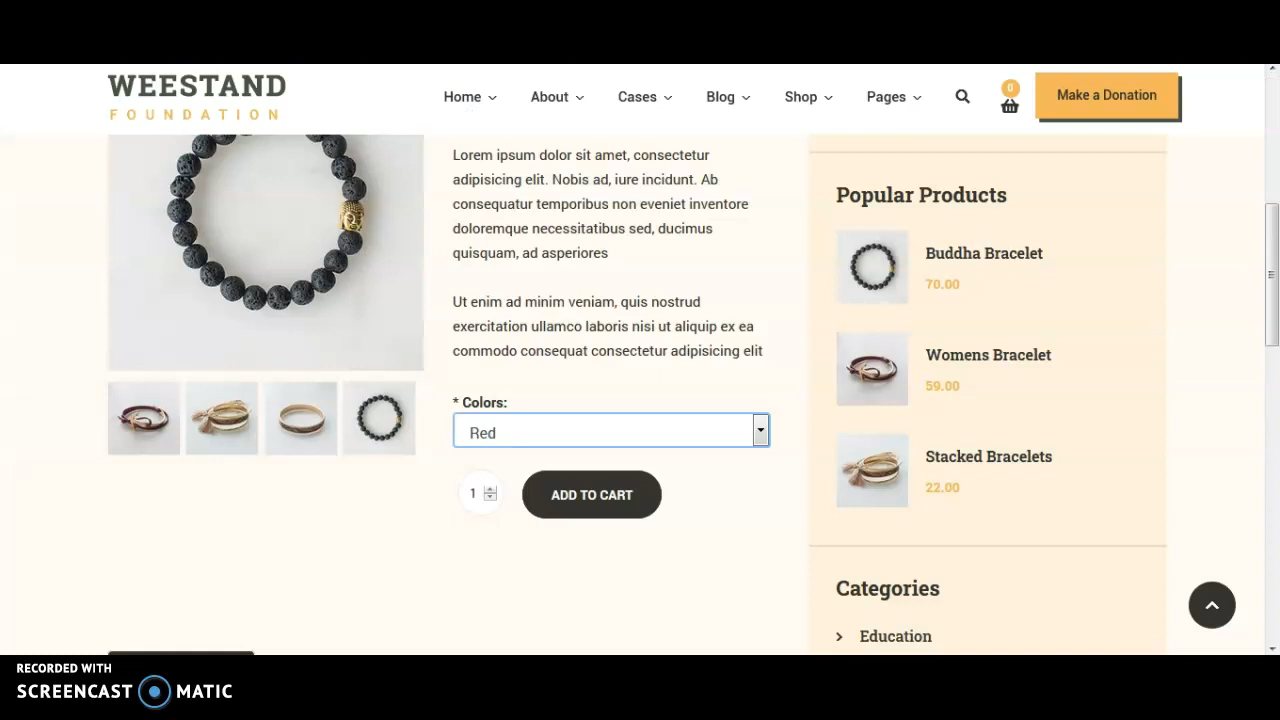 WEESTAND
FOUNDATION
Home
About
Cases
Blog
Shop
Pages
0
Make a Donation
Lorem ipsum dolor sit amet, consectetur
adipisicing elit. Nobis ad, iure incidunt. Ab
consequatur temporibus non eveniet inventore
doloremque necessitatibus sed, ducimus
quisquam, ad asperiores
Ut enim ad minim veniam, quis nostrud
exercitation ullamco laboris nisi ut aliquip ex ea
commodo consequat consectetur adipisicing elit
* Colors:
Red
1
ADD TO CART
Popular Products
Buddha Bracelet
70.00
Womens Bracelet
59.00
Stacked Bracelets
22.00
Categories
Education
RECORDED WITH
SCREENCAST MATIC